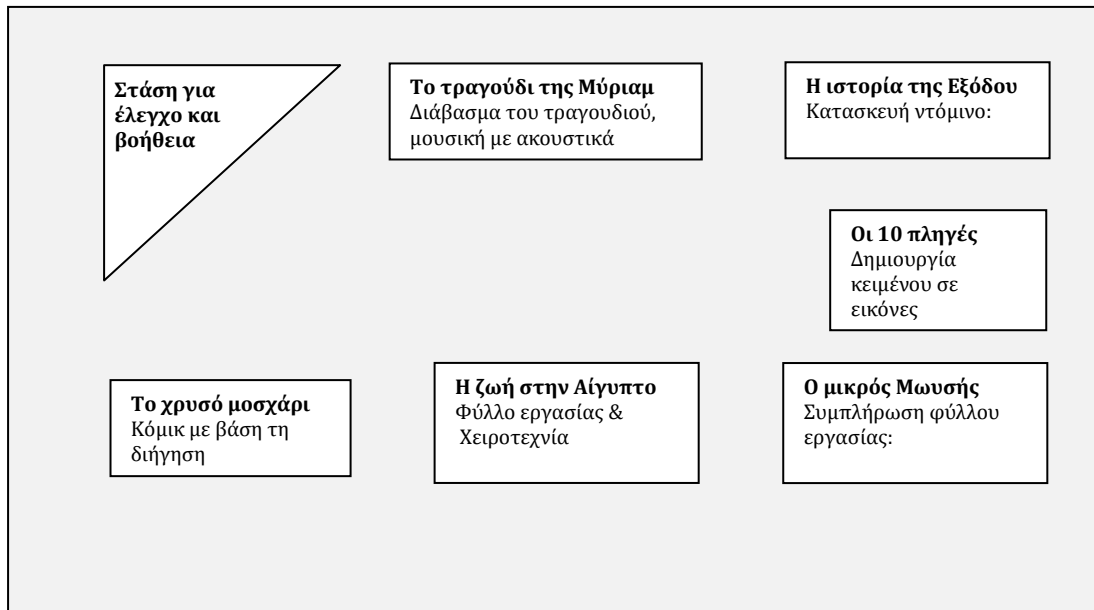 Στάση για
έλεγχο και
βοήθεια
Το τραγούδι της Μύριαμ
Διάβασμα του τραγουδιού,
μουσική με ακουστικά
Η ιστορία της Εξόδου
Κατασκευή ντόμινο:
Οι 10 πληγές
Δημιουργία
κειμένου σε
εικόνες
Το χρυσό μοσχάρι
Κόμικ με βάση τη
διήγηση
Η ζωή στην Αίγυπτο
Φύλλο εργασίας &
Χειροτεχνία
Ο μικρός Μωυσής
Συμπλήρωση φύλλου
εργασίας: